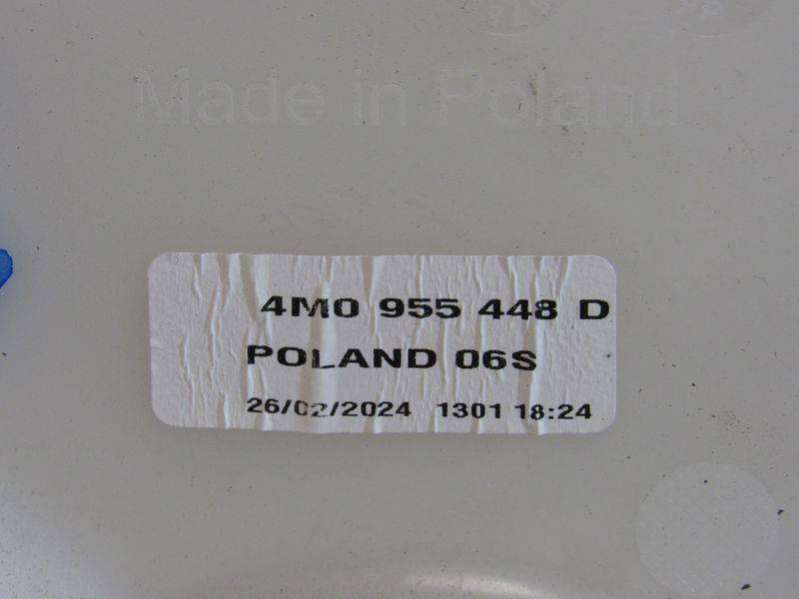 Made in Poland
4M0 955 448 D
POLAND 06S
26/02/2024 1301 18:24